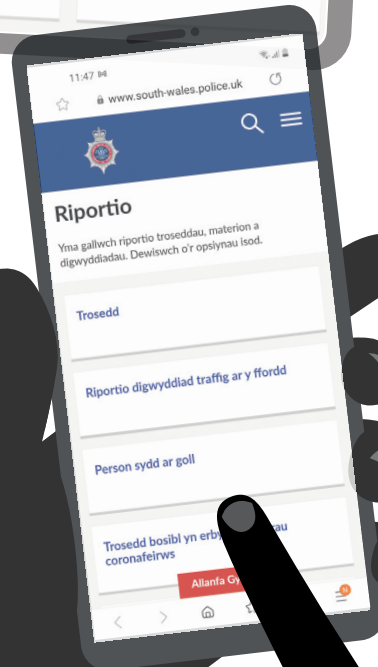 11:47
www.south-wales.police.uk
Riportio
Yma gallwch riportio troseddau, materion a
digwyddiadau. Dewiswch o'r opsiynau isod.
Trosedd
Riportio digwyddiad traffig ar y ffordd
Person sydd ar goll
Trosedd bosibl yn
coronafeirws
Allanfa
N